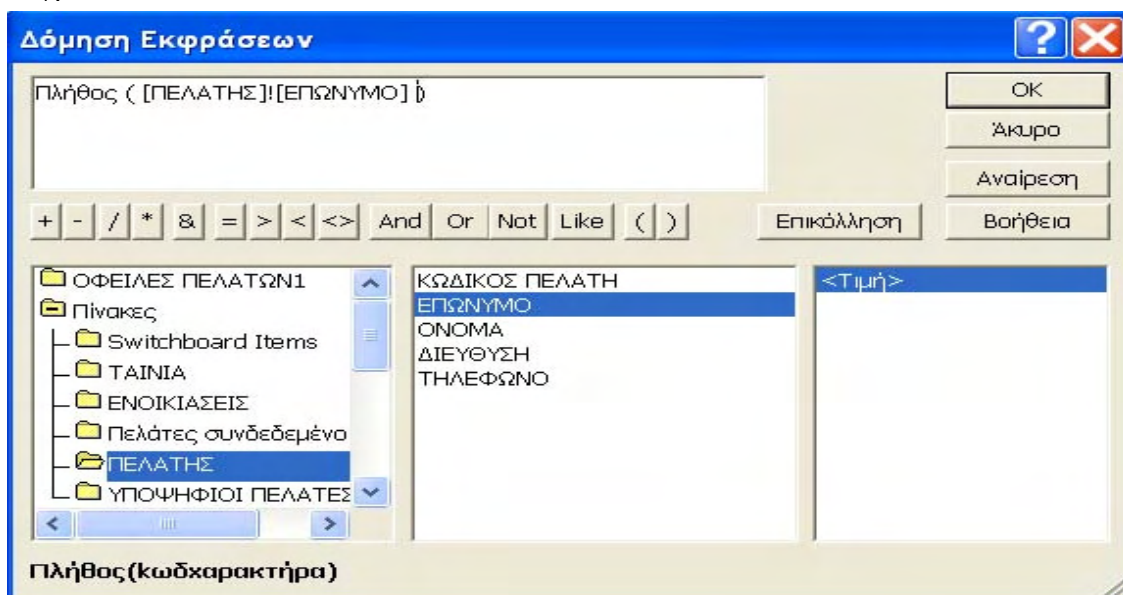 Δόμηση Εκφράσεων
Πλήθος ( [ΠΕΛΑΤΗΣ]![ΕΠΩΝΥΜΟ] )
OK
Άκυρο
Αναίρεση
+ - / * & = > < <> And Or Not Like ( ) Επικόλληση Βοήθεια
ΟΦΕΙΛΕΣ ΠΕΛΑΤΩΝ1
Πίνακες
Switchboard Items
ΤΑΙΝΙΑ
ΕΝΟΙΚΙΑΣΕΙΣ
Πελάτες συνδεδεμένο
ΠΕΛΑΤΗΣ
ΥΠΟΨΗΦΙΟΙ ΠΕΛΑΤΕΣ
ΚΩΔΙΚΟΣ ΠΕΛΑΤΗ
ΕΠΩΝΥΜΟ
ΟΝΟΜΑ
ΔΙΕΥΘΥΣΗ
ΤΗΛΕΦΩΝΟ
<Τιμή>
Πλήθος(kωδχαρακτήρα)